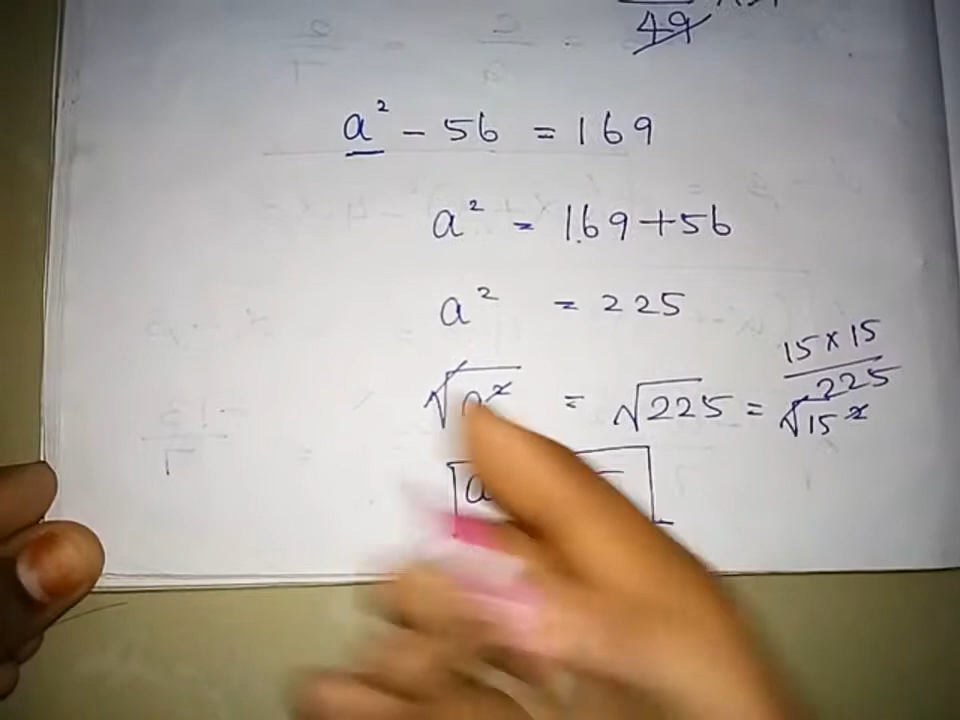 49
a² - 56 = 169
a² = 169+56
a² = 225
15 x 15
225
√a² = √225 = √15²
a